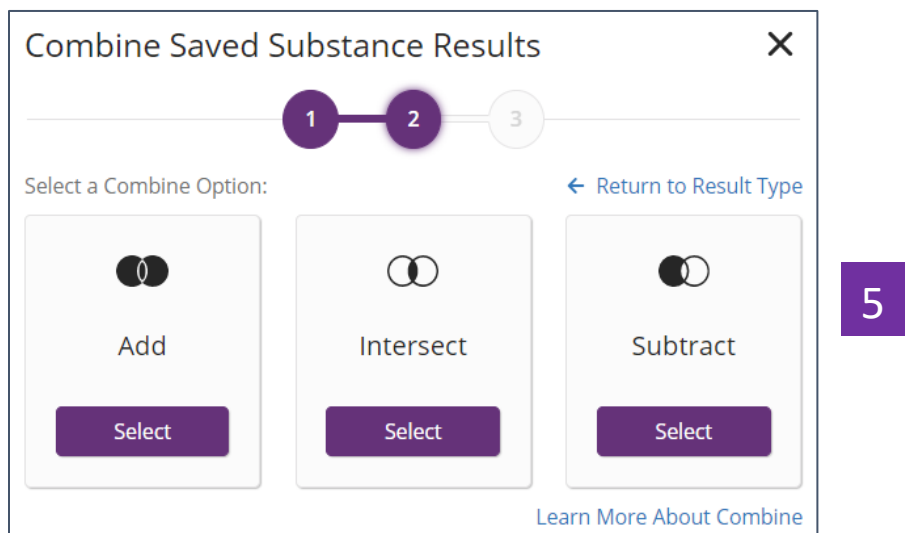 Combine Saved Substance Results
1 2 3
Select a Combine Option: ← Return to Result Type
Add Intersect Subtract
Select Select Select
5
Learn More About Combine